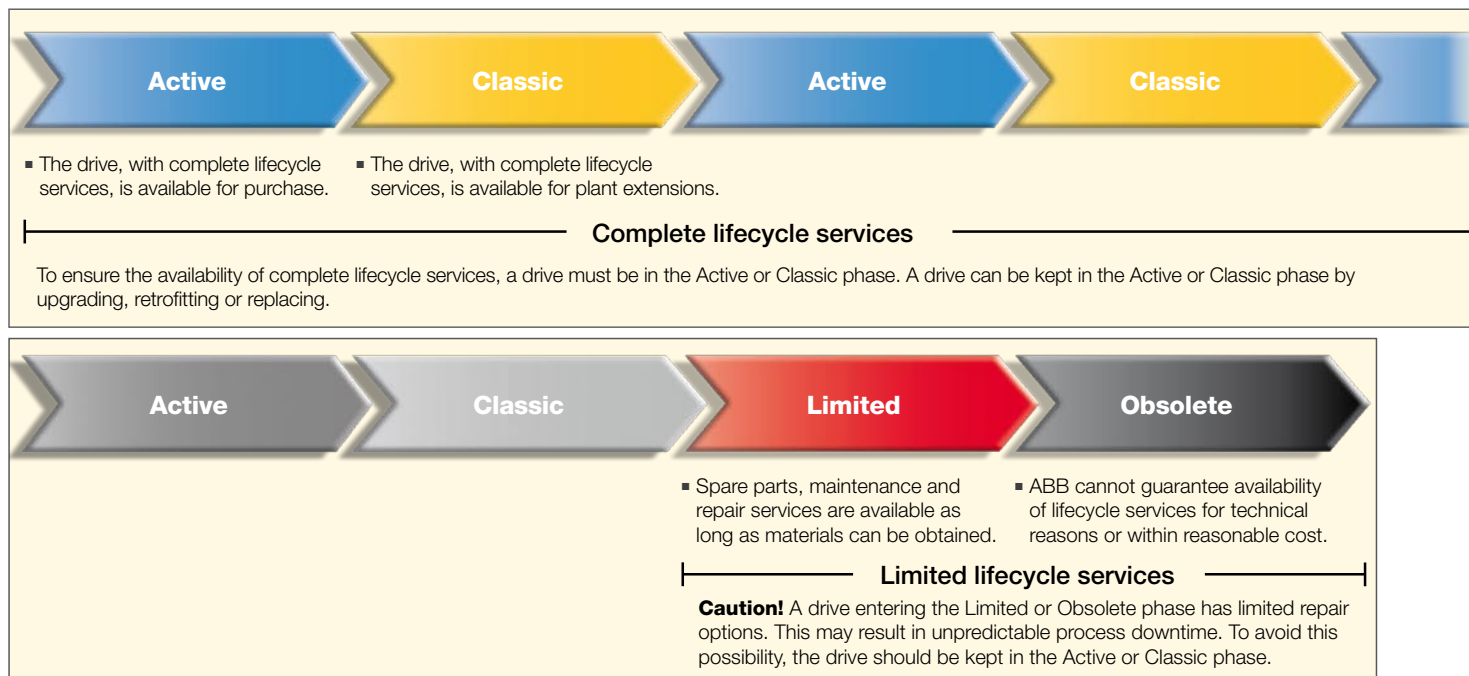 Active
Classic
Active
Classic
▪ The drive, with complete lifecycle
services, is available for purchase.
▪ The drive, with complete lifecycle
services, is available for plant extensions.
Complete lifecycle services
To ensure the availability of complete lifecycle services, a drive must be in the Active or Classic phase. A drive can be kept in the Active or Classic phase by
upgrading, retrofitting or replacing.
Active
Classic
Limited
Obsolete
▪ Spare parts, maintenance and
repair services are available as
long as materials can be obtained.
▪ ABB cannot guarantee availability
of lifecycle services for technical
reasons or within reasonable cost.
Limited lifecycle services
Caution! A drive entering the Limited or Obsolete phase has limited repair
options. This may result in unpredictable process downtime. To avoid this
possibility, the drive should be kept in the Active or Classic phase.